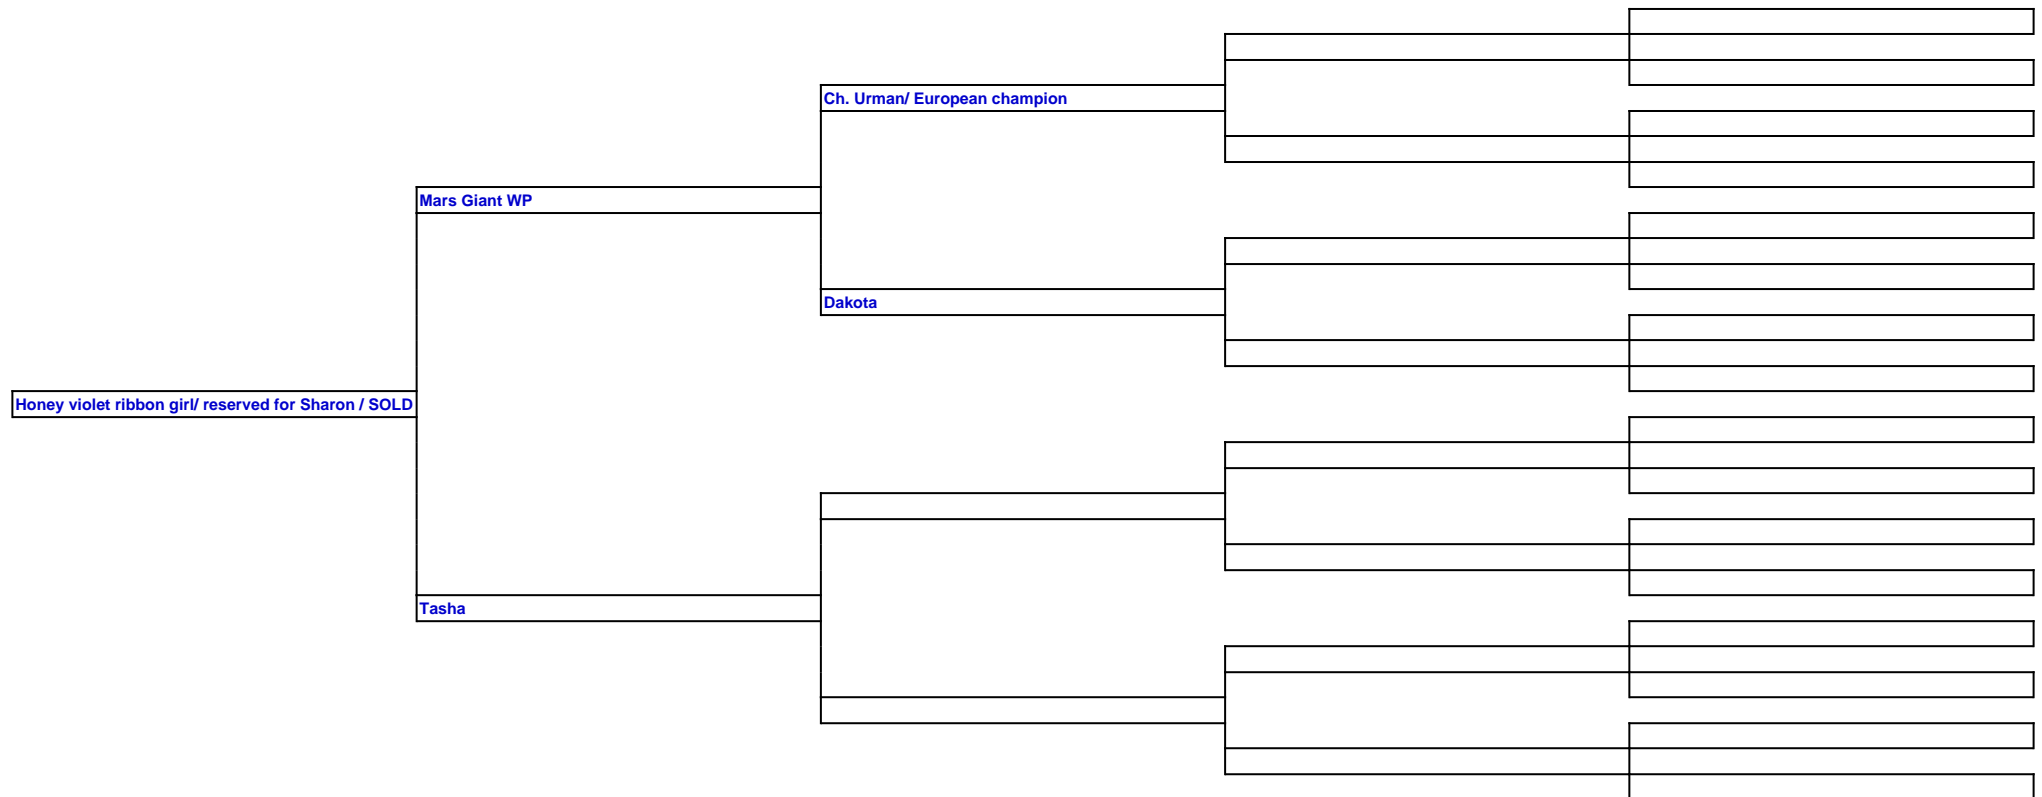 Ch. Urman/ European champion
Mars Giant WP
Dakota
Honey violet ribbon girl/ reserved for Sharon / SOLD
Tasha